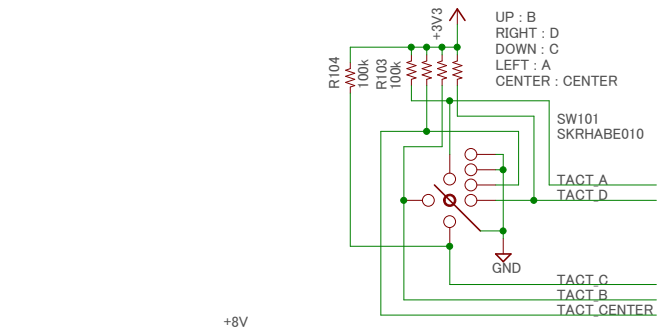 +3V3
UP : B
RIGHT : D
DOWN : C
LEFT : A
CENTER : CENTER
R104
100k
R103
100k
SW101
SKRHABE010
TACT_A
TACT_D
GND
TACT_C
TACT_B
TACT_CENTER
+8V